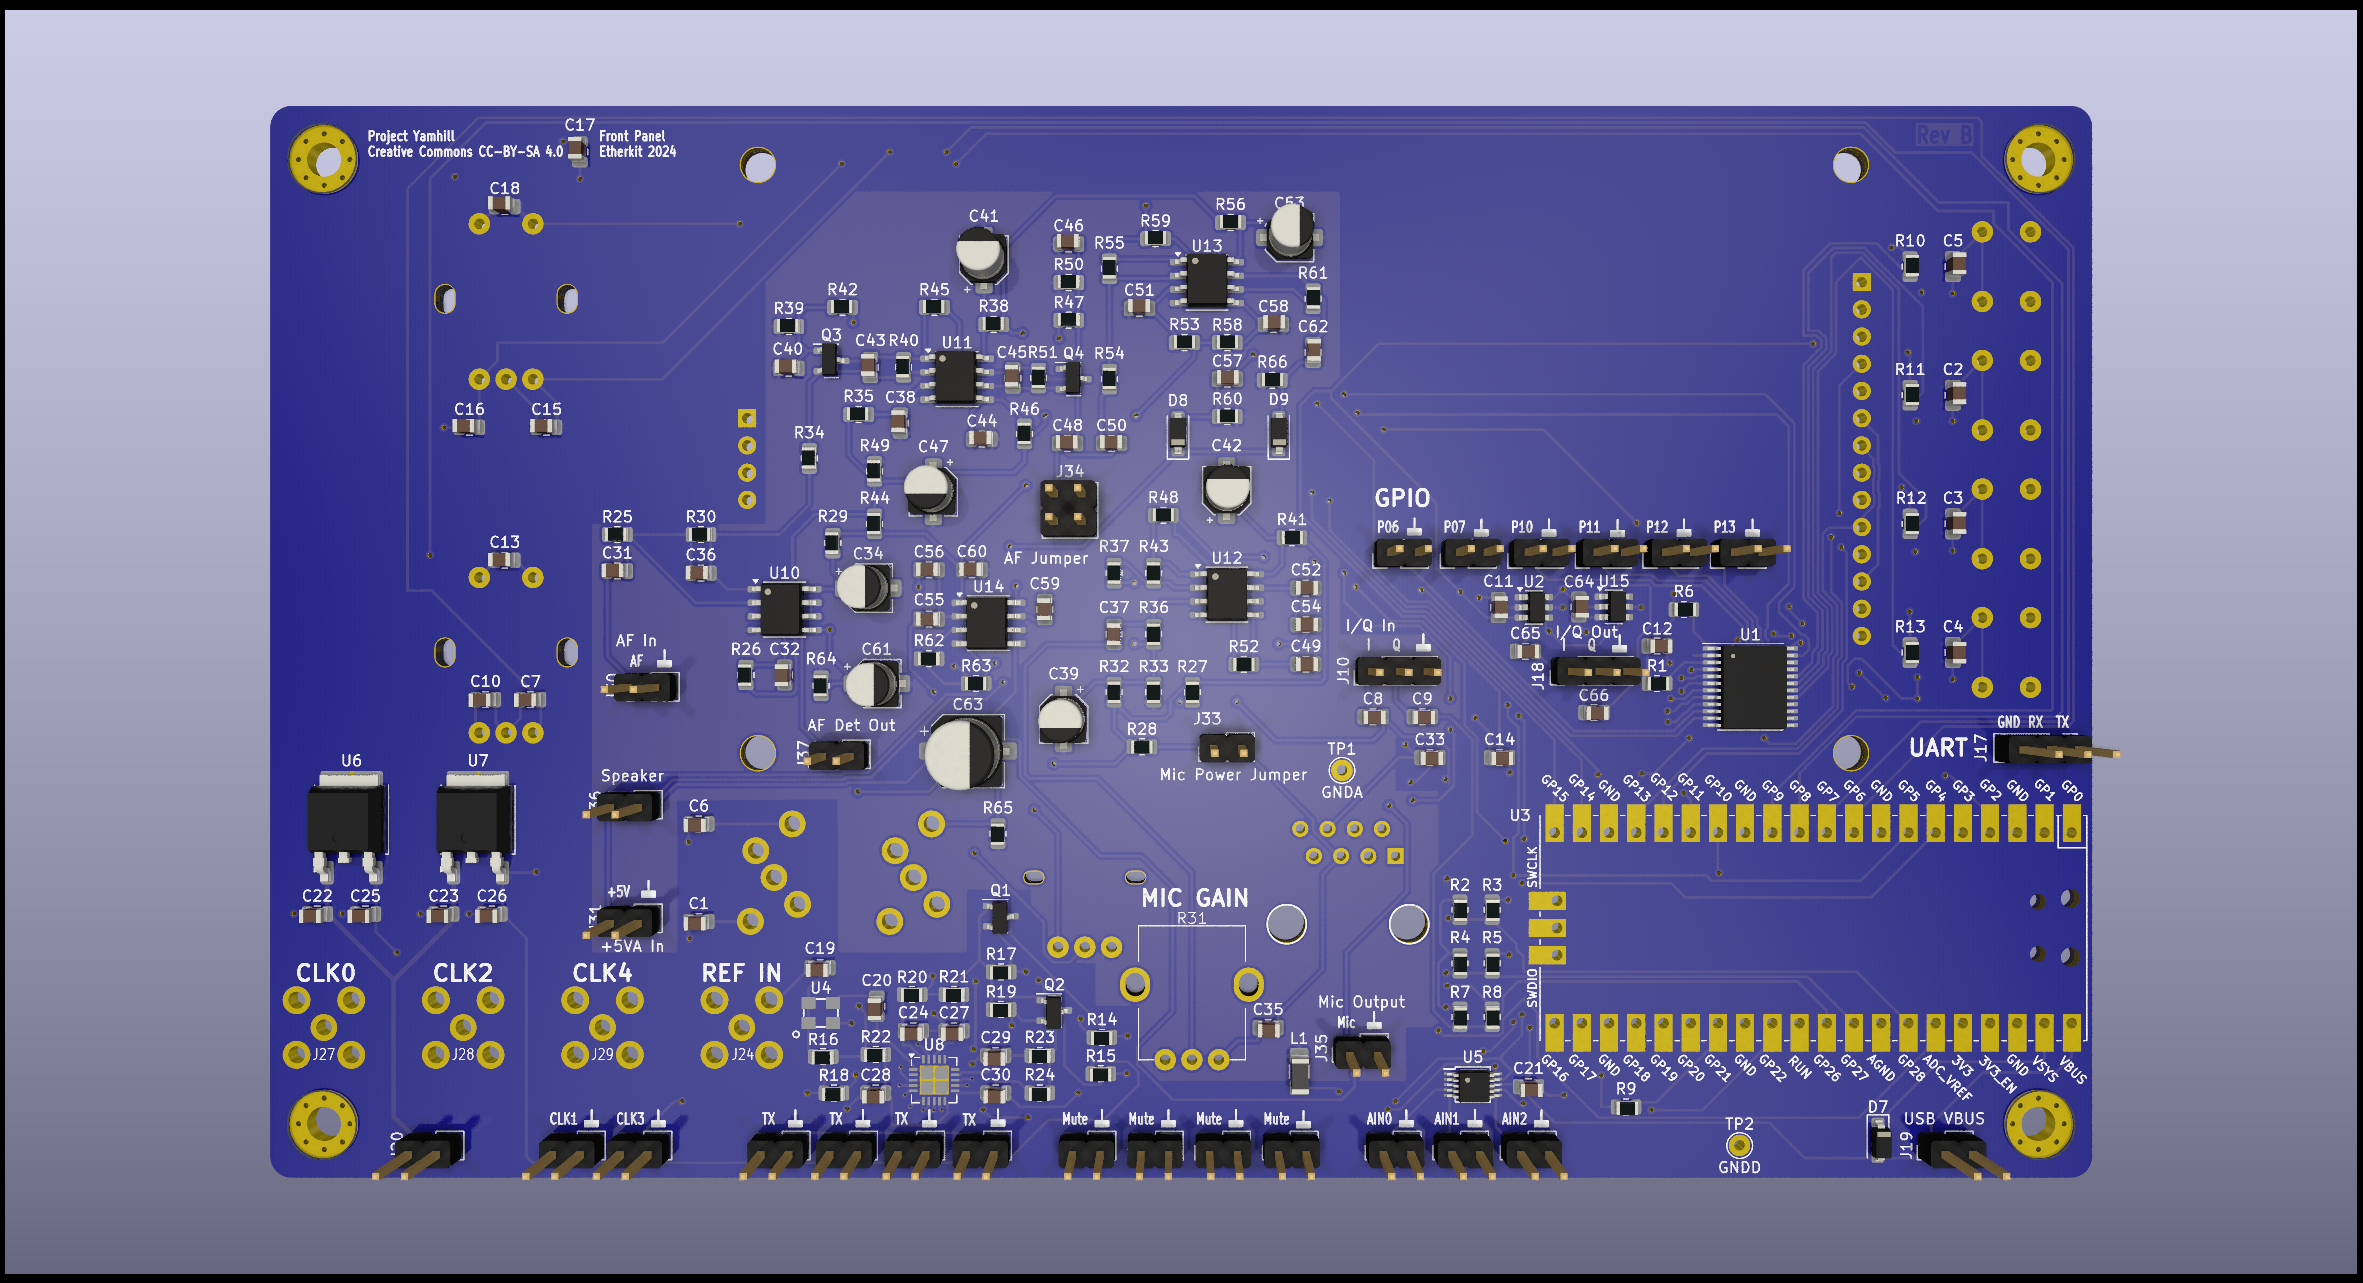 Project Yamhill
Creative Commons CC-BY-SA 4.0
C17
Front Panel
Etherkit 2024
Rev B
C18
C41
C46
R59
R56
C53
R55
U13
R50
R61
R10
C5
R42
R45
R38
R47
C51
C58
R39
Q3
C43
R40
U11
C45
R51
Q4
R54
R53
R58
C62
C40
C57
R66
R11
C2
C16
C15
R35
C38
C44
R46
C48
C50
D8
R60
D9
R34
R49
C47
C42
J34
R44
R48
GPIO
R12
C3
R25
R30
R29
R41
P06
P07
P10
P11
P12
P13
AF Jumper
C13
C31
C36
C34
C56
C60
R37
R43
U12
C52
U10
U14
C59
C11
U2
C64
U15
R6
C55
C37
R36
C54
I/Q In
I Q
I/Q Out
I Q
AF In
AF
R26
C32
R64
C61
R62
R63
R52
C49
C65
C12
U1
R13
C4
J10
J18
R1
C10
C7
C39
R32
R33
R27
C8
C9
C66
AF Det Out
J37
C63
R28
J33
Mic Power Jumper
TP1
GNDA
C33
C14
GND RX TX
UART
J17
U6
U7
Speaker
C6
R65
U3
GP15
GP14
GND
GP13
GP12
GP11
GP10
GND
GP9
GP8
GP7
GP6
GND
GP5
GP4
GP3
GP2
GND
GP1
GP0
SWCLK
SWDIO
C22
C25
C23
C26
+5V
J31
+5VA In
C1
Q1
MIC GAIN
R31
R2
R3
R4
R5
R7
R8
CLK0
CLK2
CLK4
REF IN
C19
U4
C20
R20
R21
R17
R19
Q2
C24
C27
Mic Output
Mic
J35
C35
L1
J27
J28
J29
J24
R16
R22
U8
C29
R23
R14
R15
R18
C28
C30
R24
U5
C21
R9
GP16
GP17
GND
GP18
GP19
GP20
GP21
GND
GP22
RUN
GP26
GP27
AGND
GP28
ADC_VREF
3V3
3V3_EN
GND
VSYS
VBUS
CLK1
CLK3
TX
TX
TX
TX
Mute
Mute
Mute
Mute
AIN0
AIN1
AIN2
TP2
GNDD
D7
J19
USB VBUS